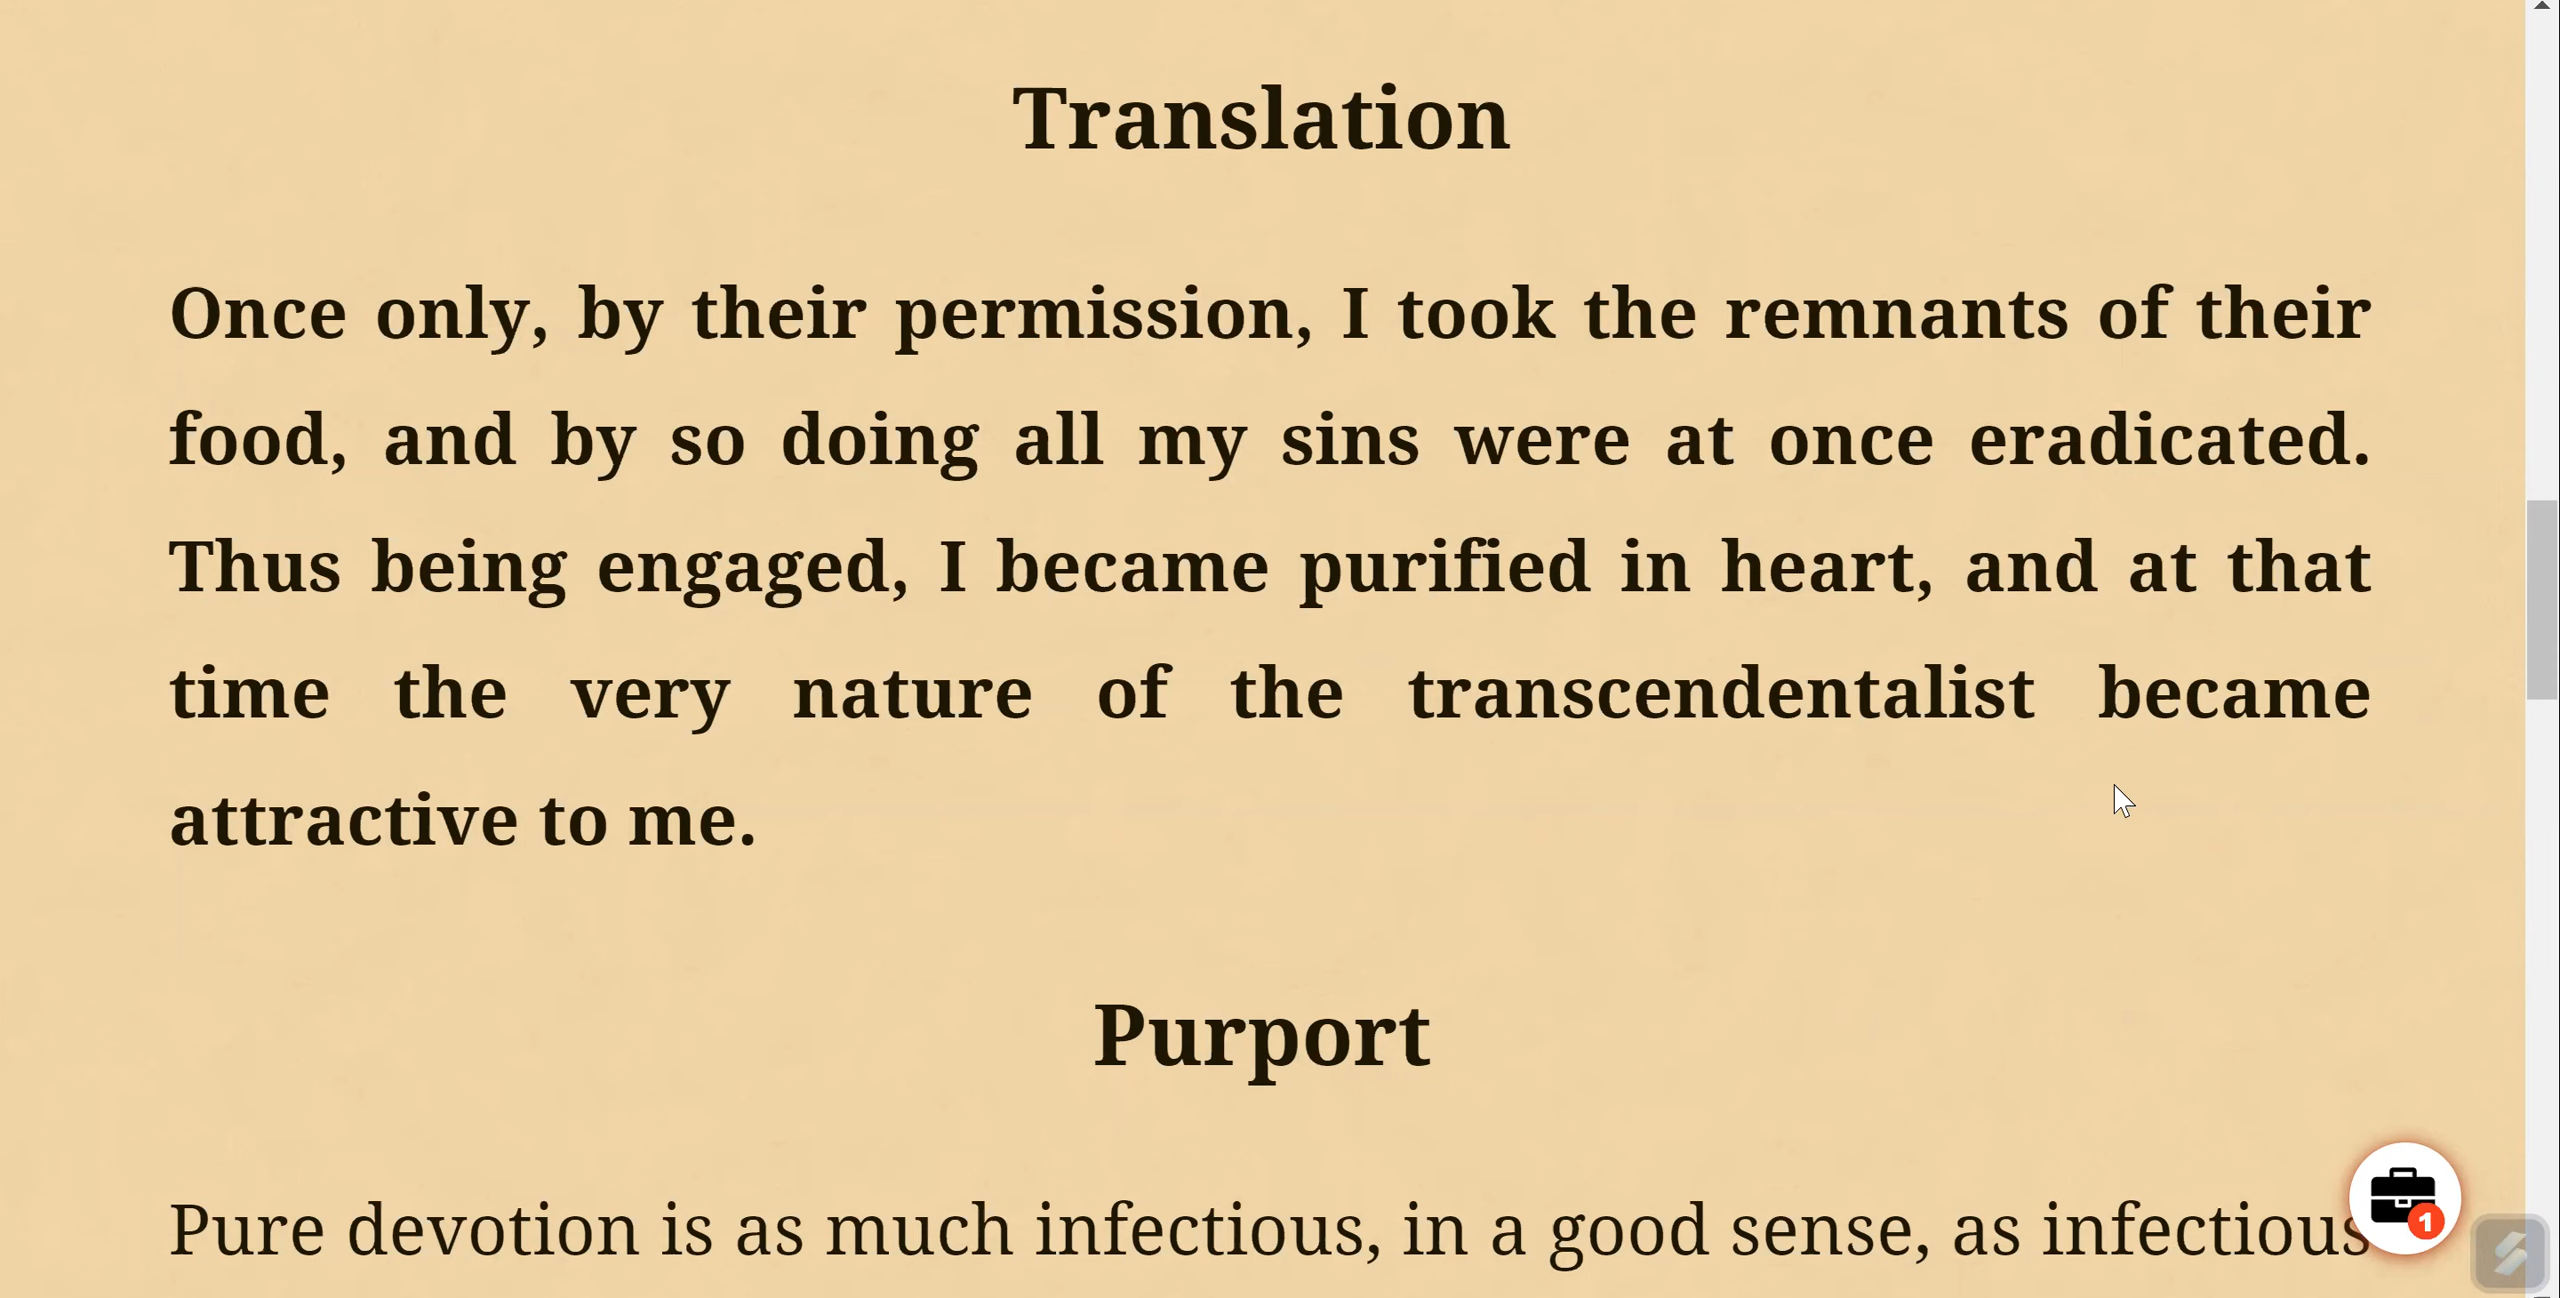 Translation
Once only, by their permission, I took the remnants of their
food, and by so doing all my sins were at once eradicated.
Thus being engaged, I became purified in heart, and at that
time the very nature of the transcendentalist became
attractive to me.
Purport
Pure devotion is as much infectious, in a good sense, as infectious
1